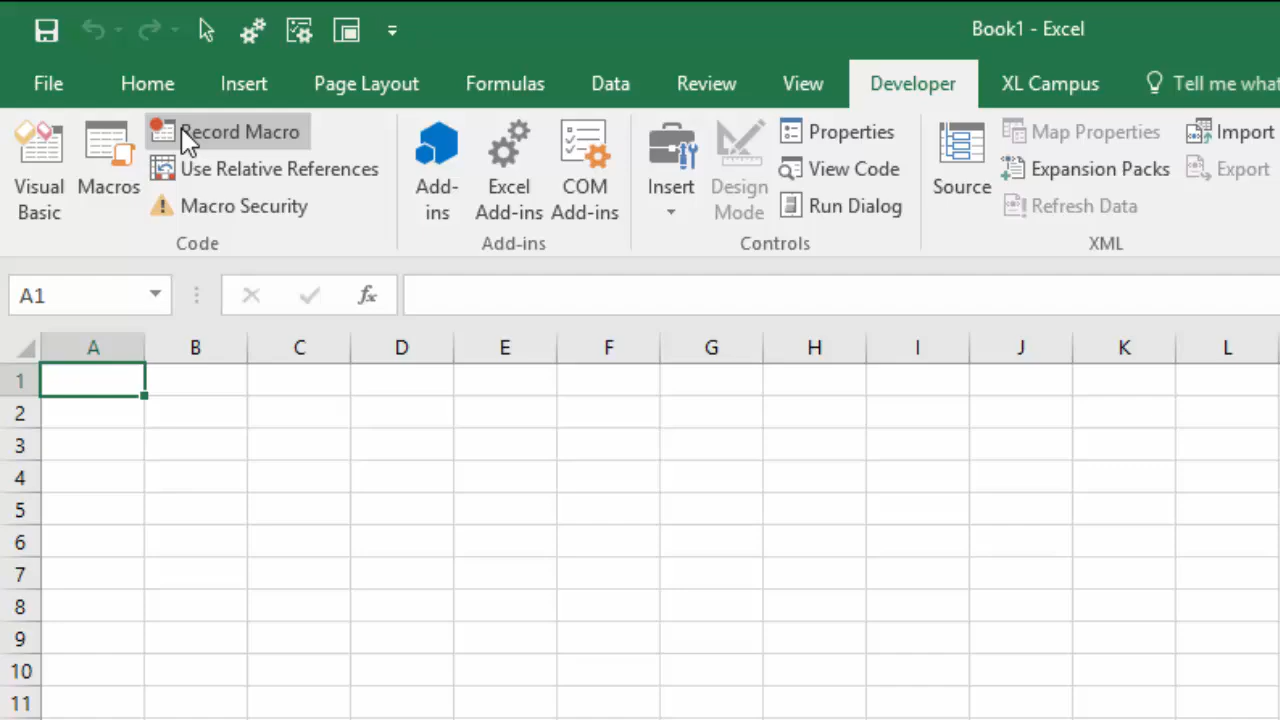 Book1 - Excel
File Home Insert Page Layout Formulas Data Review View Developer XL Campus Tell me what
Visual Basic
Macros
Record Macro
Use Relative References
Macro Security
Code
Add-ins
Excel Add-ins
COM Add-ins
Add-ins
Insert
Design Mode
Properties
View Code
Run Dialog
Controls
Source
Map Properties
Expansion Packs
Refresh Data
Import
Export
XML
A1
fx
A B C D E F G H I J K L
1
2
3
4
5
6
7
8
9
10
11